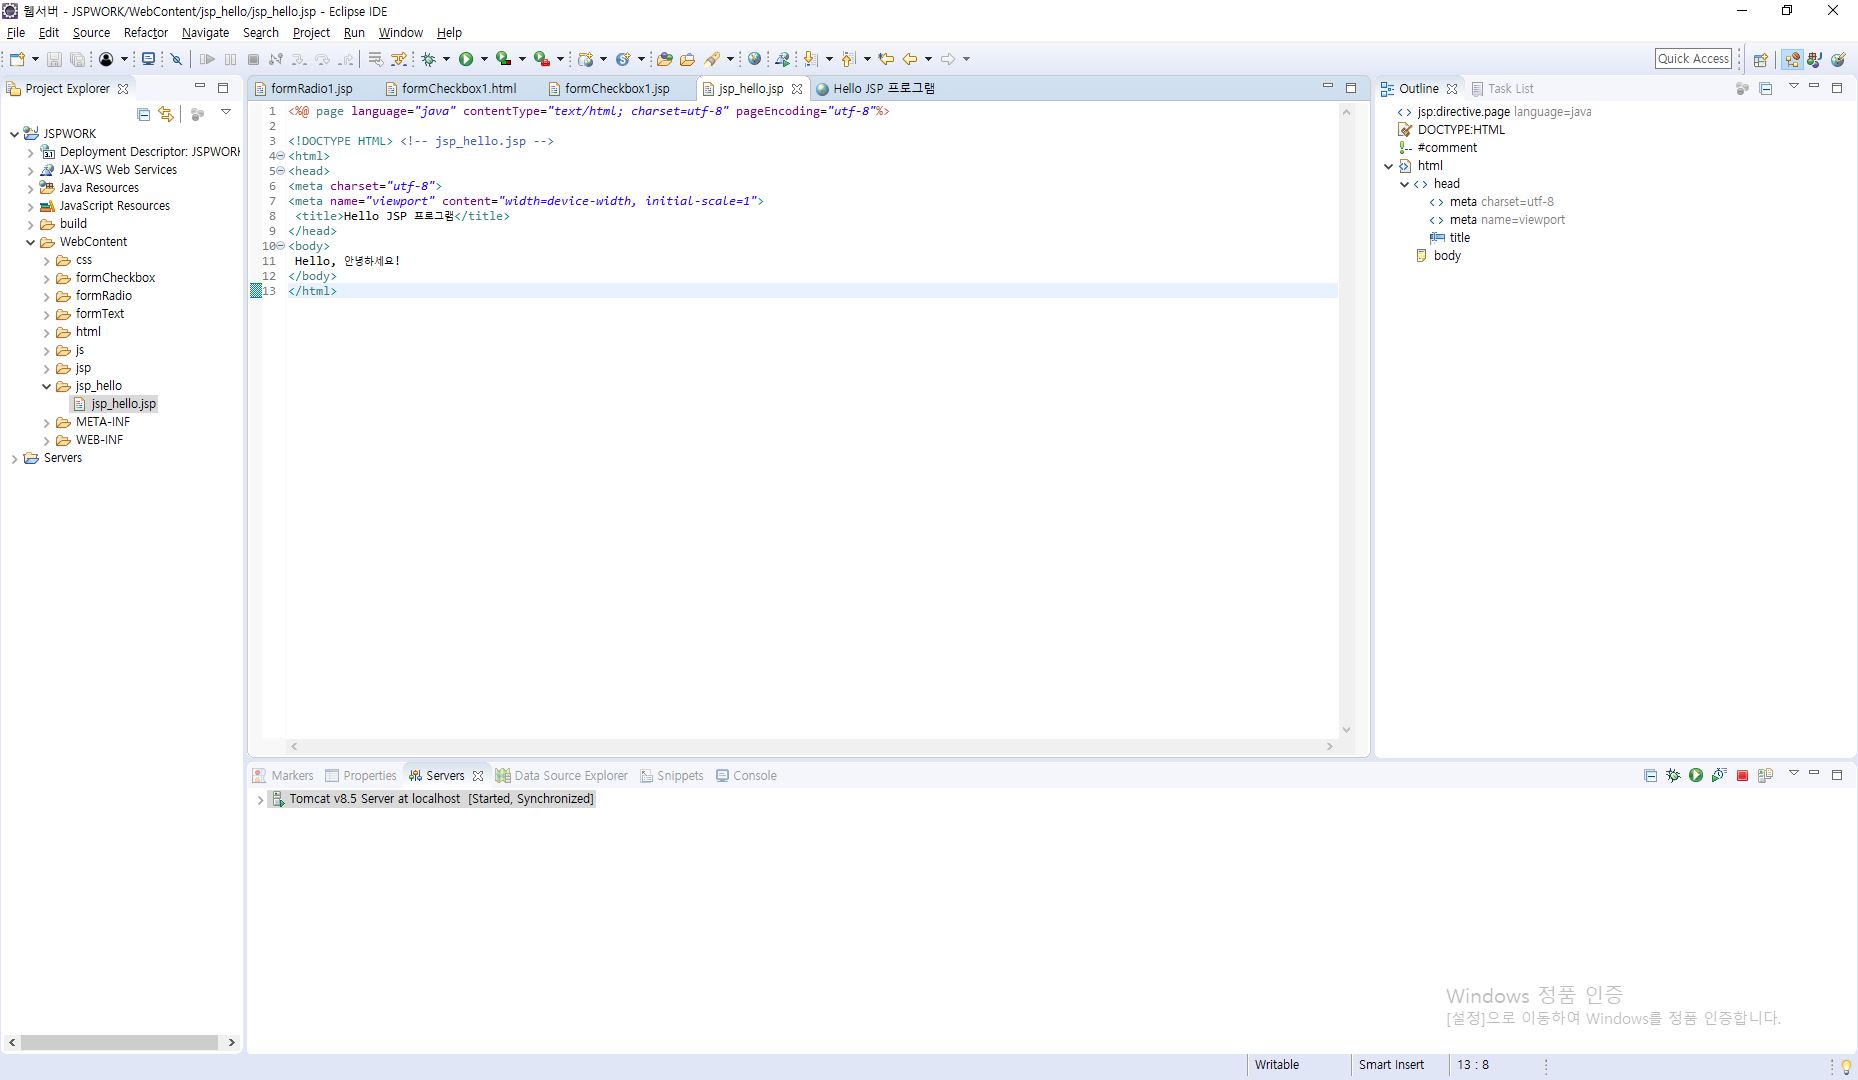 웹서버 - JSPWORK/WebContent/jsp_hello/jsp_hello.jsp - Eclipse IDE
File Edit Source Refactor Navigate Search Project Run Window Help
Quick Access
Project Explorer
JSPWORK
Deployment Descriptor: JSPWORK
JAX-WS Web Services
Java Resources
JavaScript Resources
build
WebContent
css
formCheckbox
formRadio
formText
html
js
jsp
jsp_hello
jsp_hello.jsp
META-INF
WEB-INF
Servers
formRadio1.jsp formCheckbox1.html formCheckbox1.jsp jsp_hello.jsp Hello JSP 프로그램
1 <%@ page language="java" contentType="text/html; charset=utf-8" pageEncoding="utf-8"%>
2
3 <!DOCTYPE HTML> <!-- jsp_hello.jsp -->
4 <html>
5 <head>
6 <meta charset="utf-8">
7 <meta name="viewport" content="width=device-width, initial-scale=1">
8 <title>Hello JSP 프로그램</title>
9 </head>
10 <body>
11 Hello, 안녕하세요!
12 </body>
13 </html>
Outline Task List
jsp:directive.page language=java
DOCTYPE:HTML
#comment
html
head
meta charset=utf-8
meta name=viewport
title
body
Markers Properties Servers Data Source Explorer Snippets Console
Tomcat v8.5 Server at localhost [Started, Synchronized]
Windows 정품 인증
[설정]으로 이동하여 Windows를 정품 인증합니다.
Writable Smart Insert 13 : 8